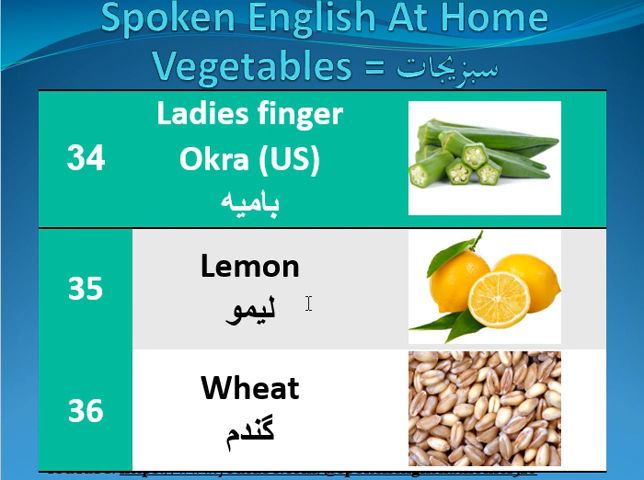 Spoken English At Home
Vegetables = سبزیجات
34
Ladies finger
Okra (US)
بامیه
35
Lemon
لیمو
36
Wheat
گندم